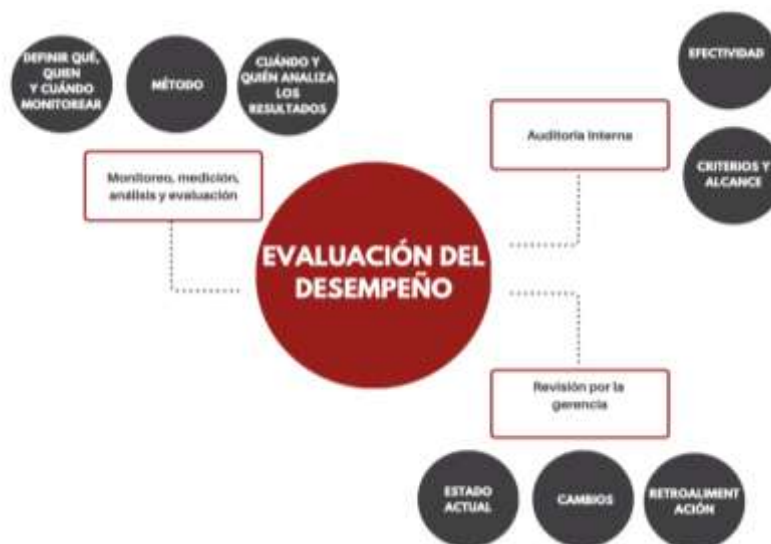 DEFINIR QUÉ,
QUIEN
Y CUÁNDO
MONITOREAR
MÉTODO
CUÁNDO Y
QUIÉN ANALIZA
LOS
RESULTADOS
Monitoreo, medición,
análisis y evaluación
EFECTIVIDAD
Auditoría interna
CRITERIOS Y
ALCANCE
EVALUACIÓN DEL
DESEMPEÑO
Revisión por la
gerencia
ESTADO
ACTUAL
CAMBIOS
RETROALIMENT
ACIÓN